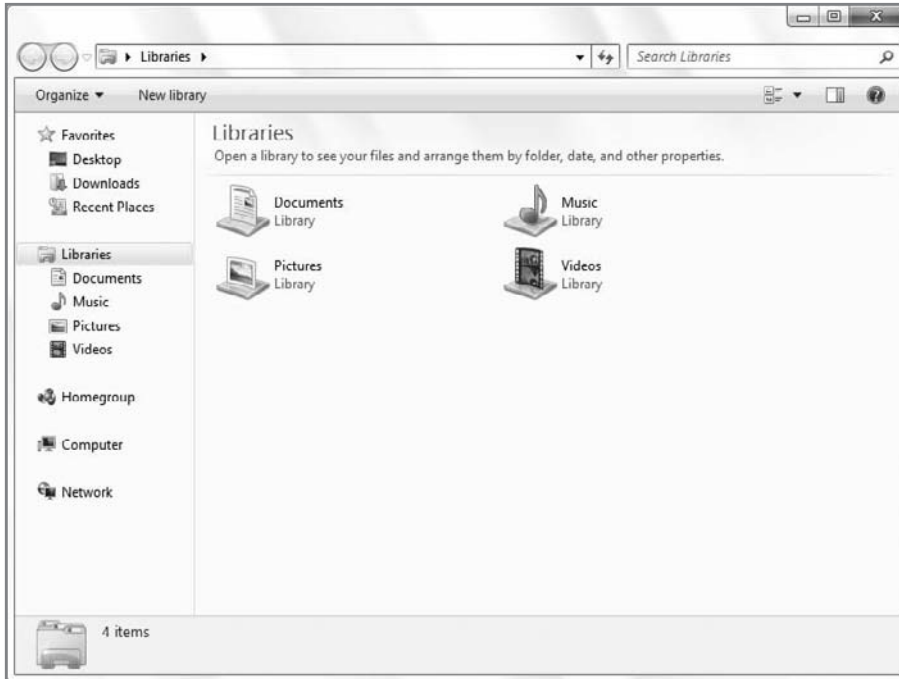 Libraries
Search Libraries
Organize
New library
Favorites
Desktop
Downloads
Recent Places
Libraries
Documents
Music
Pictures
Videos
Homegroup
Computer
Network
Libraries
Open a library to see your files and arrange them by folder, date, and other properties.
Documents
Library
Music
Library
Pictures
Library
Videos
Library
4 items